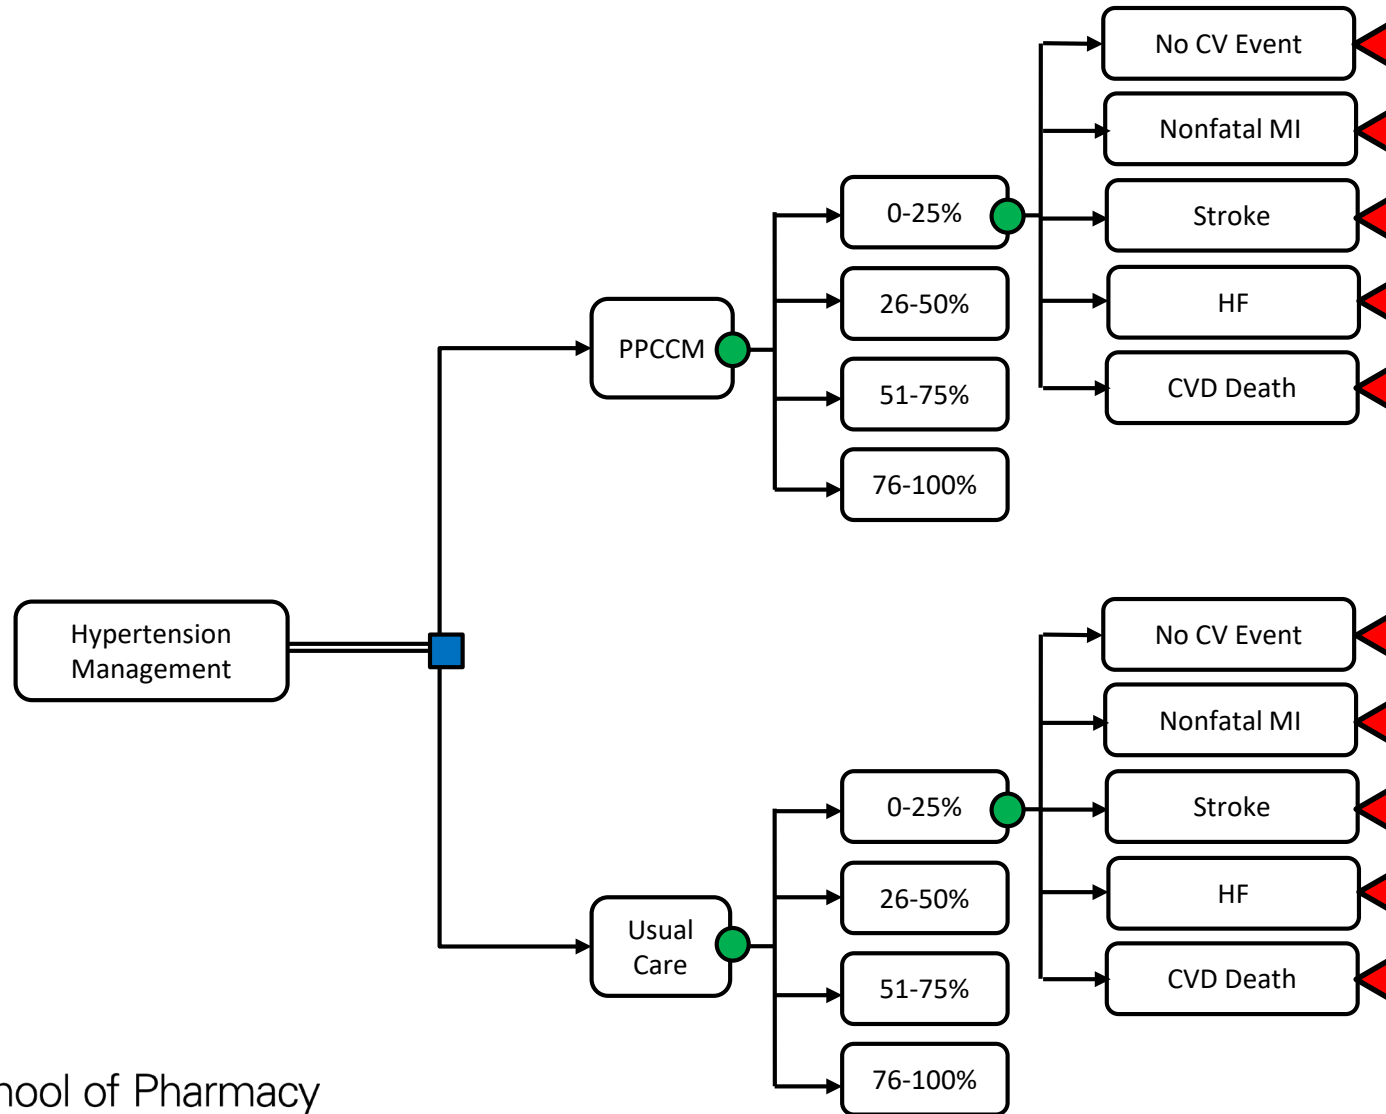 No CV Event
Nonfatal MI
Stroke
HF
CVD Death
0-25%
26-50%
51-75%
76-100%
PPCCM
Hypertension
Management
No CV Event
Nonfatal MI
Stroke
HF
CVD Death
0-25%
26-50%
51-75%
76-100%
Usual
Care
of Pharmacy